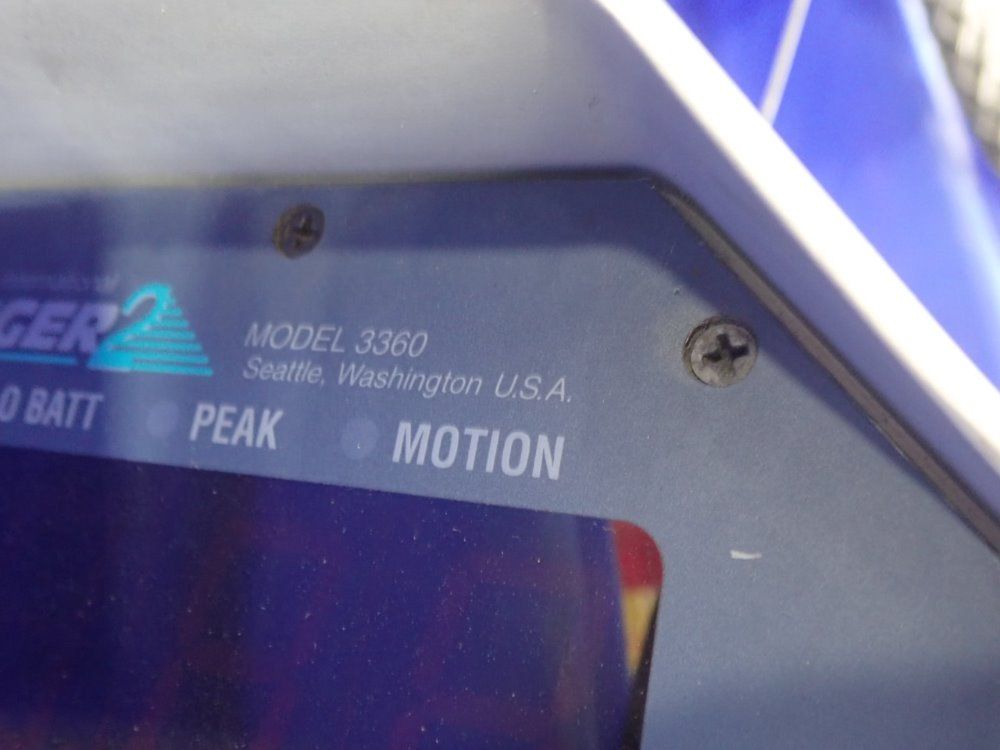 GER2
MODEL 3360
Seattle, Washington U.S.A.
O BATT PEAK MOTION